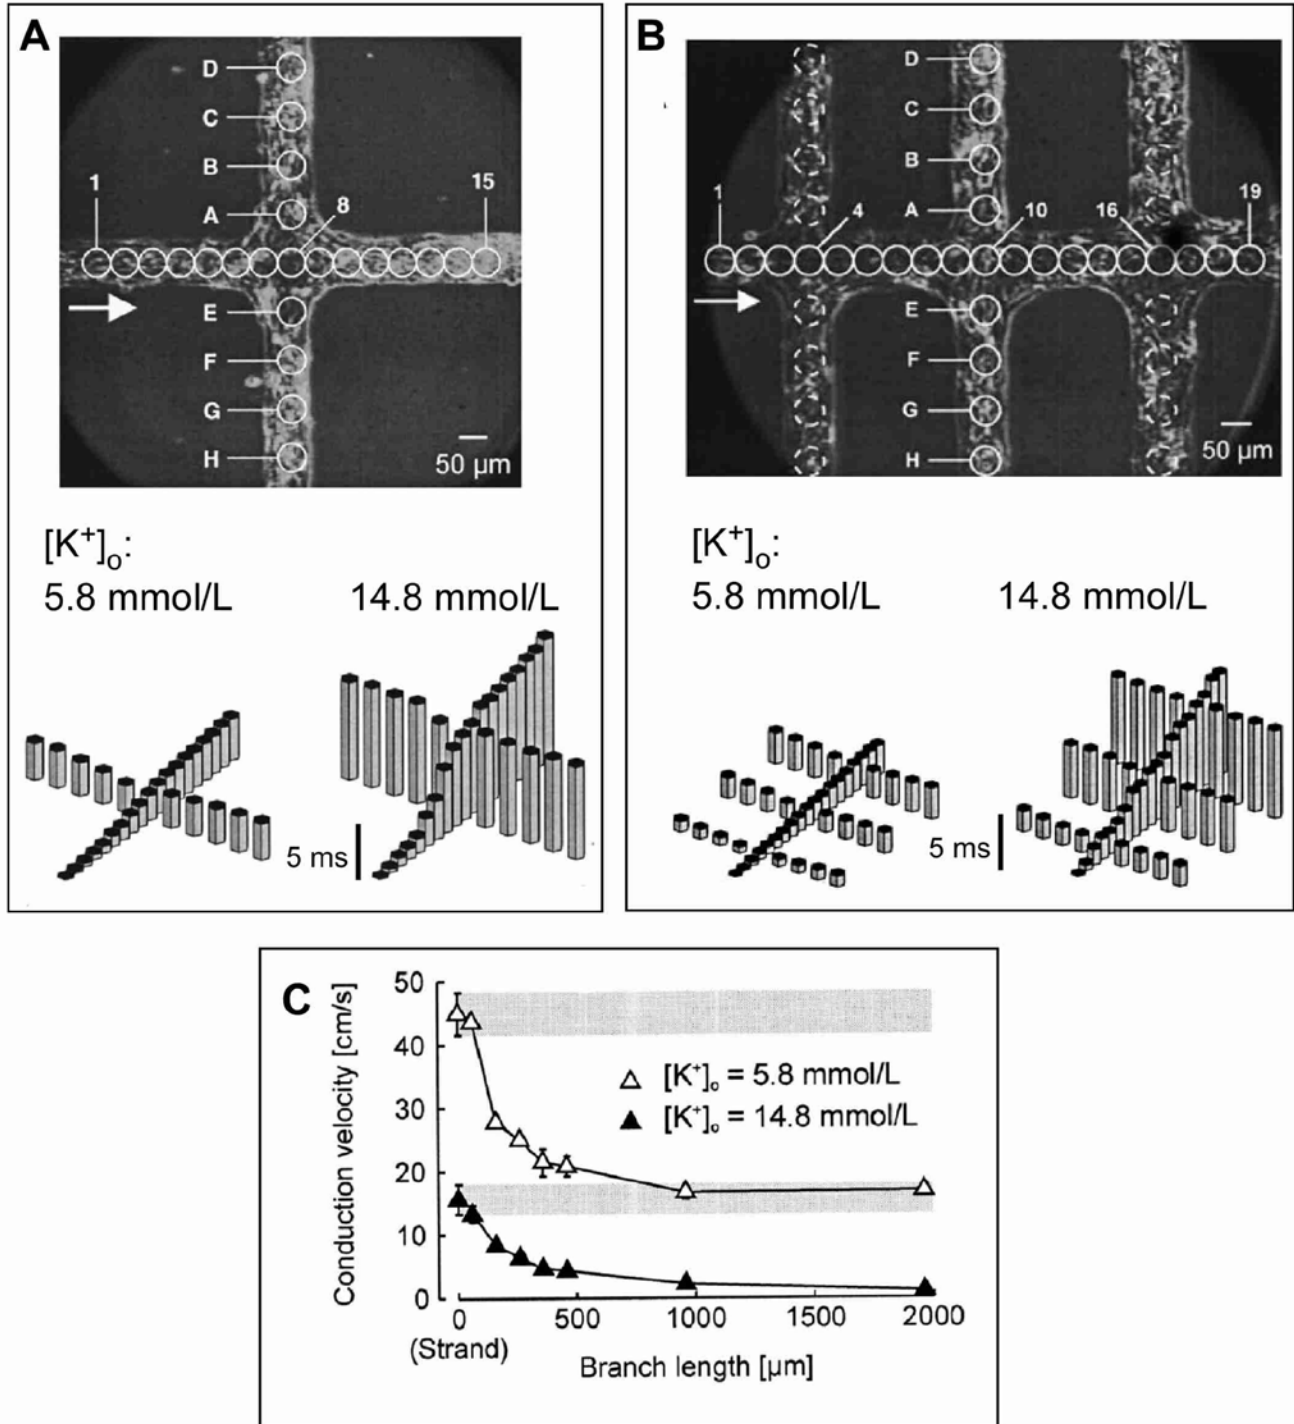 A
D
C
B
1
15
A
8
E
F
G
H
50 µm
[K⁺]ₒ:
5.8 mmol/L
14.8 mmol/L
5 ms
B
D
C
B
1
4
A
10
16
19
E
F
G
H
50 µm
[K⁺]ₒ:
5.8 mmol/L
14.8 mmol/L
5 ms
C
Conduction velocity [cm/s]
50
40
30
20
10
0
[K⁺]ₒ = 5.8 mmol/L
[K⁺]ₒ = 14.8 mmol/L
0
500
1000
1500
2000
(Strand)
Branch length [µm]